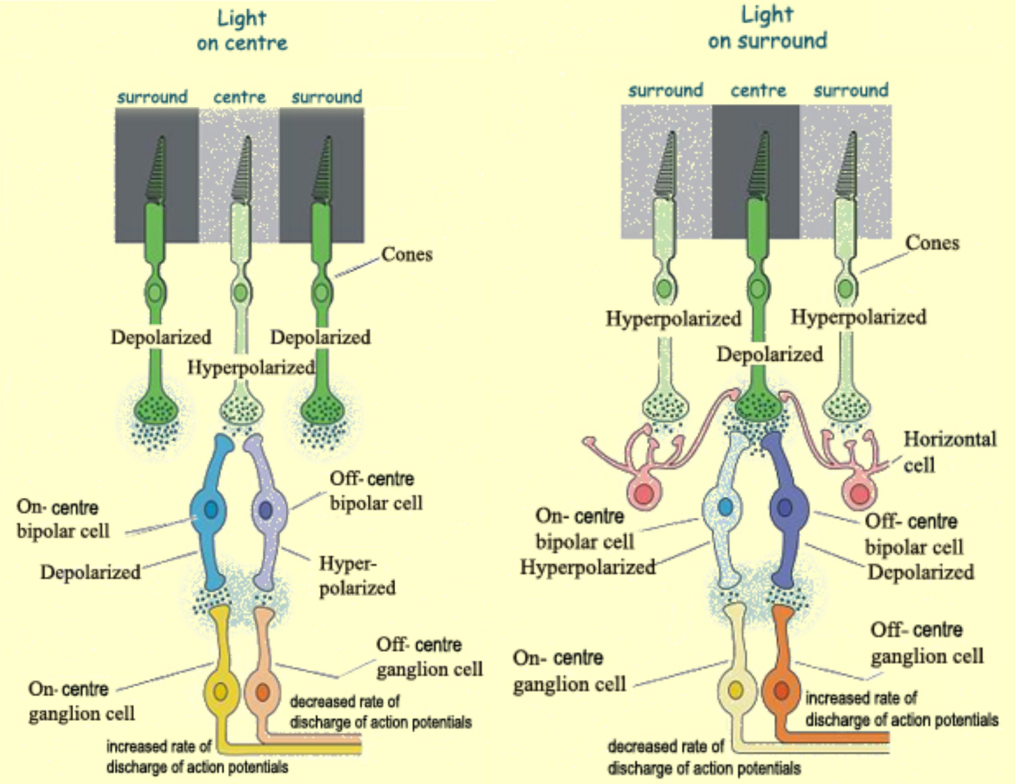 Light
on centre
surround centre surround
Cones
Depolarized Depolarized
Hyperpolarized
On- centre
bipolar cell
Off- centre
bipolar cell
Depolarized
Hyper-
polarized
On- centre
ganglion cell
Off- centre
ganglion cell
decreased rate of
discharge of action potentials
increased rate of
discharge of action potentials
Light
on surround
surround centre surround
Cones
Hyperpolarized Hyperpolarized
Depolarized
Horizontal
cell
On- centre
bipolar cell
Hyperpolarized
Off- centre
bipolar cell
Depolarized
On- centre
ganglion cell
Off- centre
ganglion cell
increased rate of
discharge of action potentials
decreased rate of
discharge of action potentials